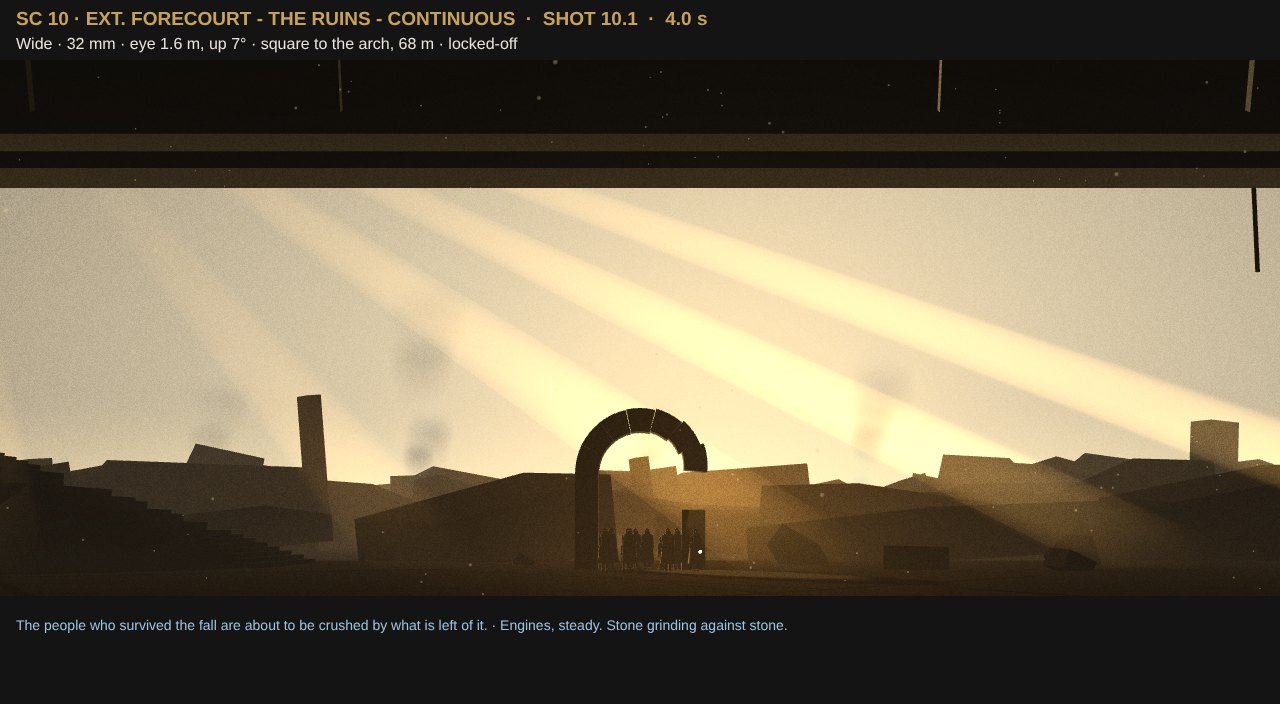 SC 10 · EXT. FORECOURT - THE RUINS - CONTINUOUS · SHOT 10.1 · 4.0 s
Wide · 32 mm · eye 1.6 m, up 7° · square to the arch, 68 m · locked-off
The people who survived the fall are about to be crushed by what is left of it. · Engines, steady. Stone grinding against stone.